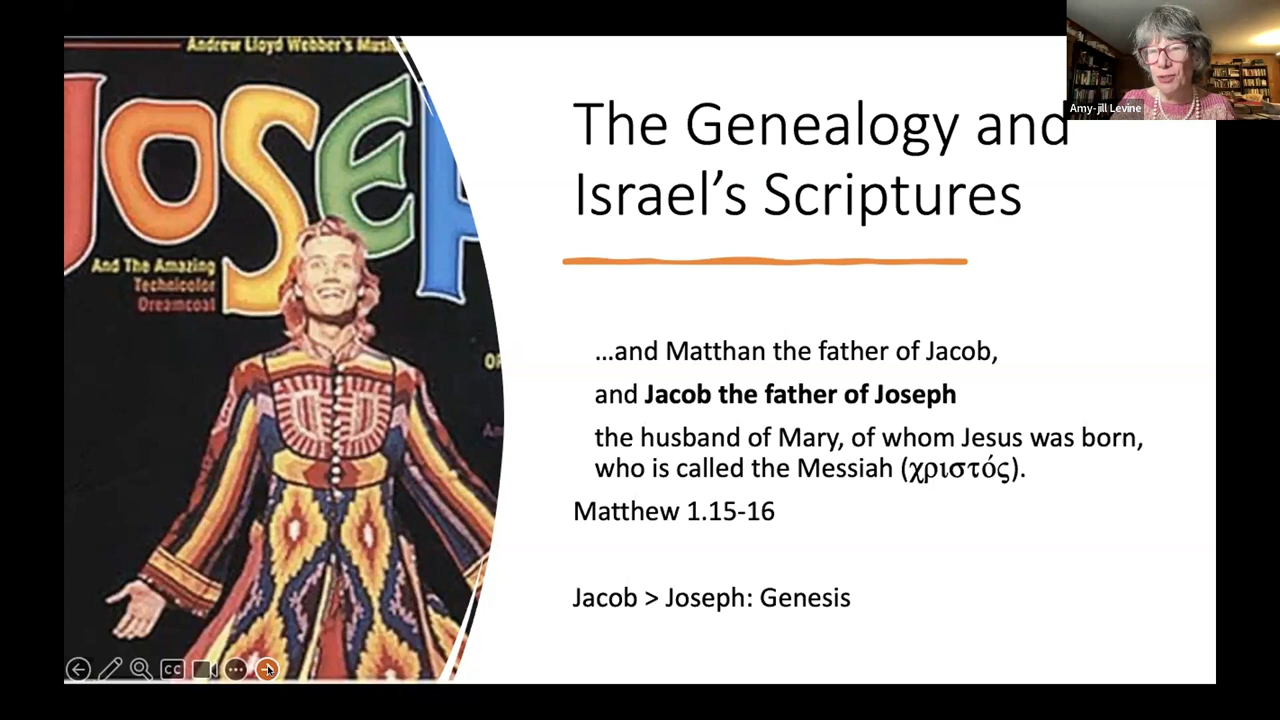 Andrew Lloyd Webber's Musi
JOSEPH
And The Amazing
Technicolor
Dreamcoat
The Genealogy and
Israel's Scriptures
…and Matthan the father of Jacob,
and Jacob the father of Joseph
the husband of Mary, of whom Jesus was born,
who is called the Messiah (χριστός).
Matthew 1.15-16
Jacob > Joseph: Genesis
Amy-jill Levine
CC